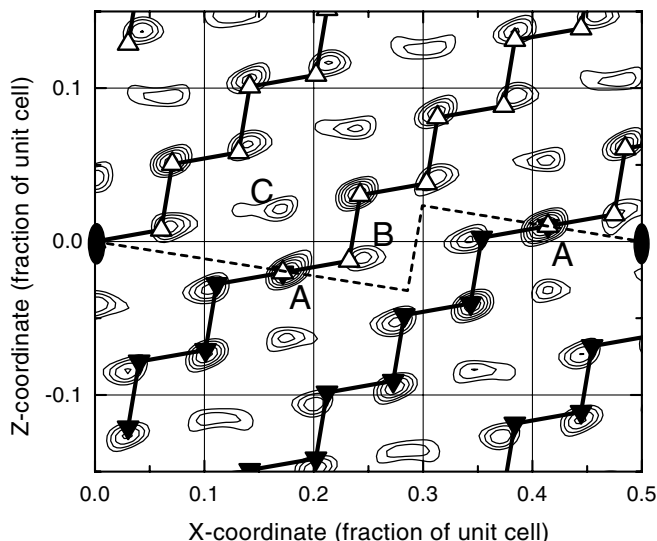 Z-coordinate (fraction of unit cell)
0.1
0.0
-0.1
C
B
A
A
0.0 0.1 0.2 0.3 0.4 0.5
X-coordinate (fraction of unit cell)